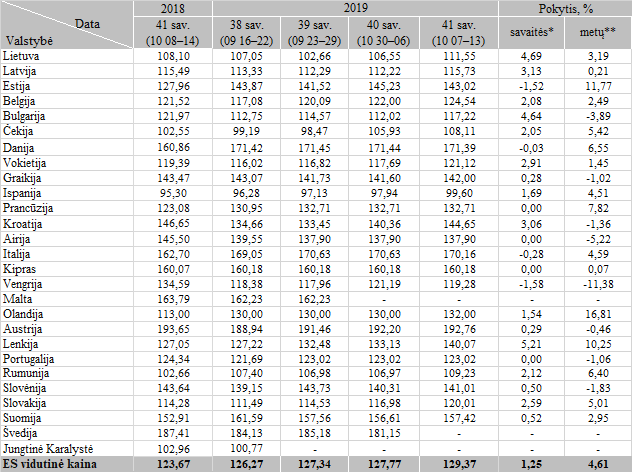 Data 2018 2019 Pokytis, %
Valstybė 41 sav. (10 08–14) 38 sav. (09 16–22) 39 sav. (09 23–29) 40 sav. (10 30–06) 41 sav. (10 07–13) savaitės* metų**
Lietuva 108,10 107,05 102,66 106,55 111,55 4,69 3,19
Latvija 115,49 113,33 112,29 112,22 115,73 3,13 0,21
Estija 127,96 143,87 141,52 145,23 143,02 -1,52 11,77
Belgija 121,52 117,08 120,09 122,00 124,54 2,08 2,49
Bulgarija 121,97 112,75 114,57 112,02 117,22 4,64 -3,89
Čekija 102,55 99,19 98,47 105,93 108,11 2,05 5,42
Danija 160,86 171,42 171,45 171,44 171,39 -0,03 6,55
Vokietija 119,39 116,02 116,82 117,69 121,12 2,91 1,45
Graikija 143,47 143,07 141,73 141,60 142,00 0,28 -1,02
Ispanija 95,30 96,28 97,13 97,94 99,60 1,69 4,51
Prancūzija 123,08 130,95 132,71 132,71 132,71 0,00 7,82
Kroatija 146,65 134,66 133,45 140,36 144,65 3,06 -1,36
Airija 145,50 139,55 137,90 137,90 137,90 0,00 -5,22
Italija 162,70 169,05 170,63 170,63 170,16 -0,28 4,59
Kipras 160,07 160,18 160,18 160,18 160,18 0,00 0,07
Vengrija 134,59 118,38 117,96 121,19 119,28 -1,58 -11,38
Malta 163,79 162,23 162,23 - - - -
Olandija 113,00 130,00 130,00 130,00 132,00 1,54 16,81
Austrija 193,65 188,94 191,46 192,20 192,76 0,29 -0,46
Lenkija 127,05 127,22 132,48 133,13 140,07 5,21 10,25
Portugalija 124,34 121,69 123,02 123,02 123,02 0,00 -1,06
Rumunija 102,66 107,40 106,98 106,97 109,23 2,12 6,40
Slovėnija 143,64 139,15 143,73 140,31 141,01 0,50 -1,83
Slovakija 114,28 111,49 114,53 116,98 120,01 2,59 5,01
Suomija 152,91 161,59 157,56 156,61 157,42 0,52 2,95
Švedija 187,41 184,13 185,18 181,15 - - -
Jungtinė Karalystė 102,96 100,77 - - - - -
ES vidutinė kaina 123,67 126,27 127,34 127,77 129,37 1,25 4,61